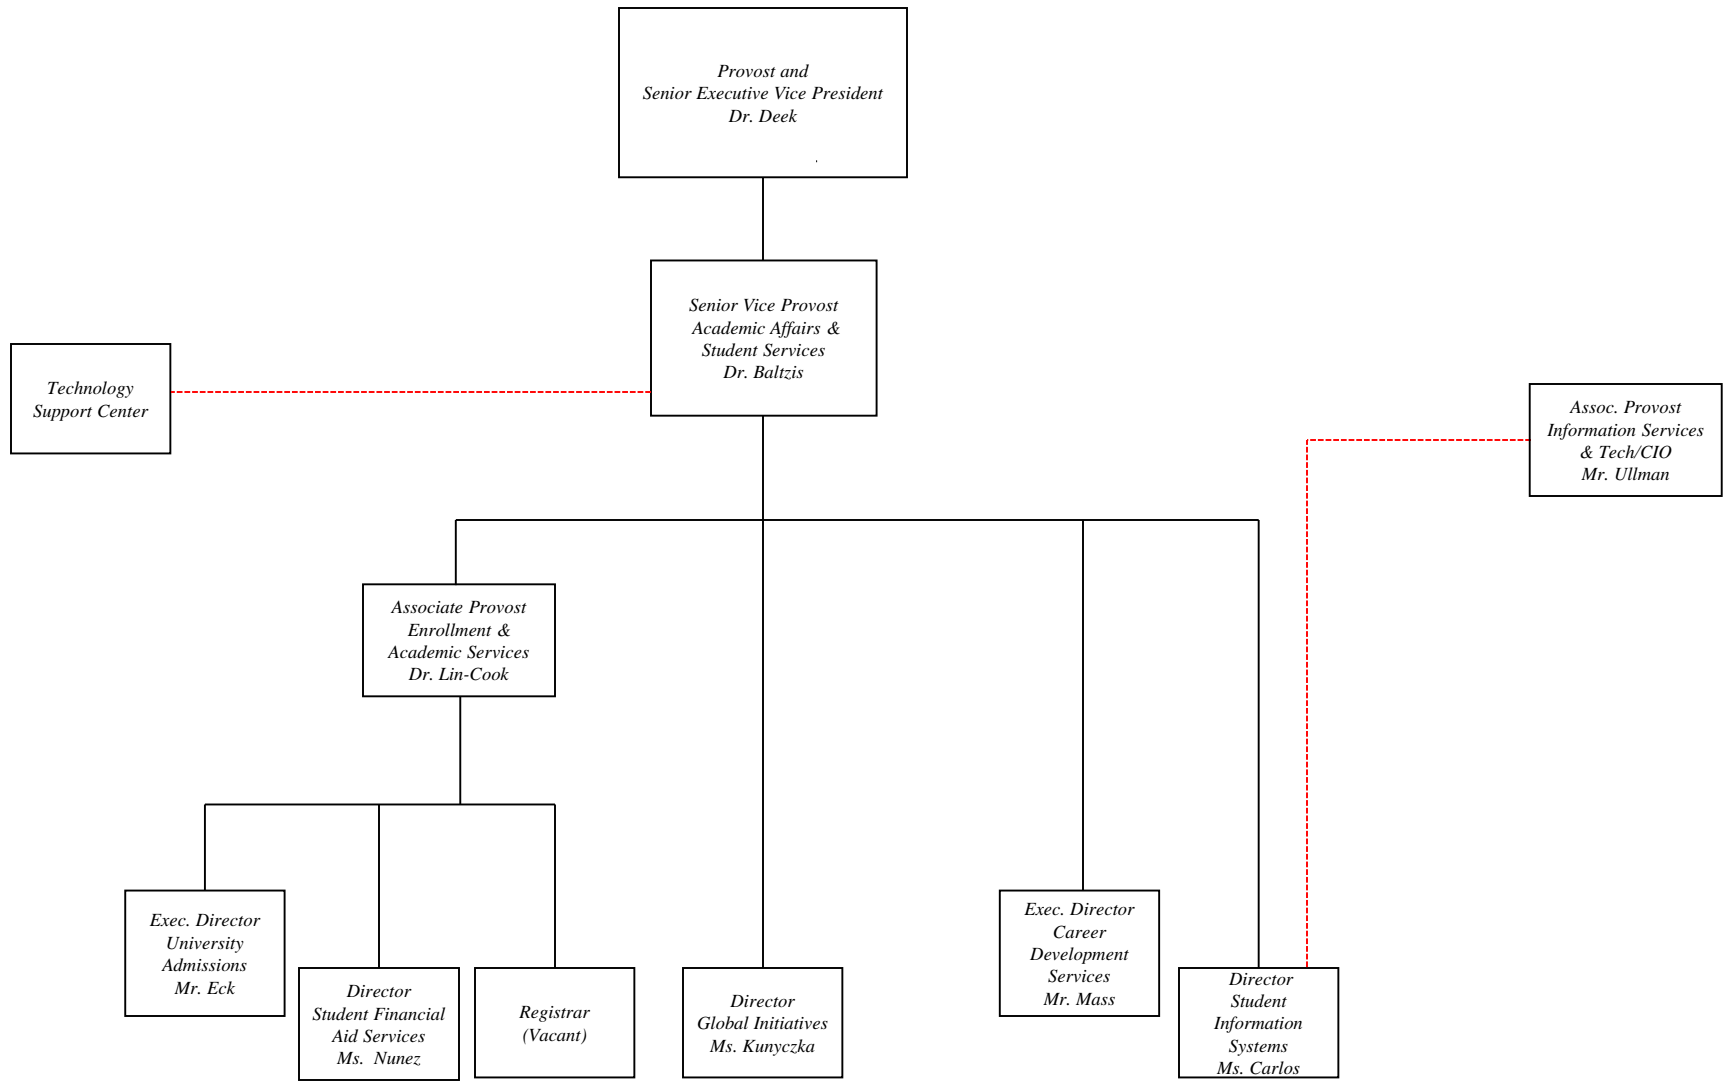 Provost and
Senior Executive Vice President
Dr. Deek
Senior Vice Provost
Academic Affairs &
Student Services
Dr. Baltzis
Technology
Support Center
Assoc. Provost
Information Services
& Tech/CIO
Mr. Ullman
Associate Provost
Enrollment &
Academic Services
Dr. Lin-Cook
Exec. Director
University
Admissions
Mr. Eck
Director
Student Financial
Aid Services
Ms. Nunez
Registrar
(Vacant)
Director
Global Initiatives
Ms. Kunyczka
Exec. Director
Career
Development
Services
Mr. Mass
Director
Student
Information
Systems
Ms. Carlos